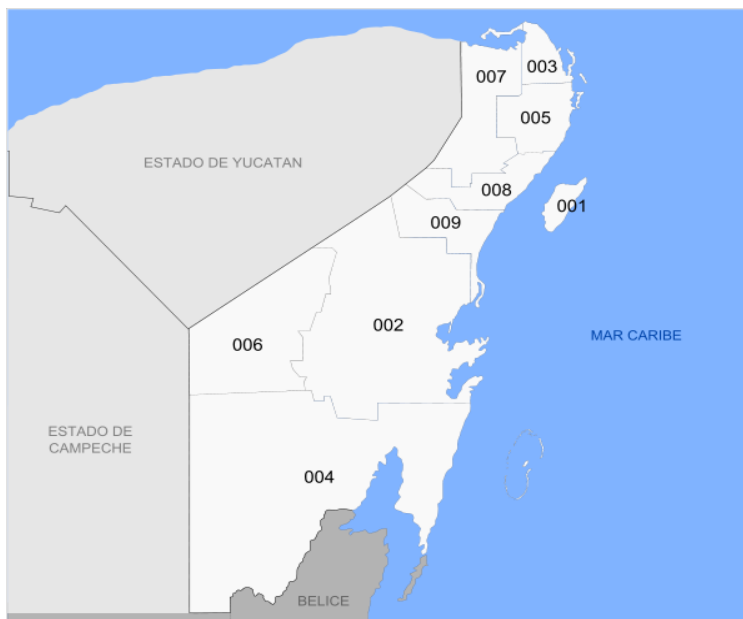 003
007
005
ESTADO DE YUCATAN
008
001
009
002
MAR CARIBE
006
ESTADO DE
CAMPECHE
004
BELICE